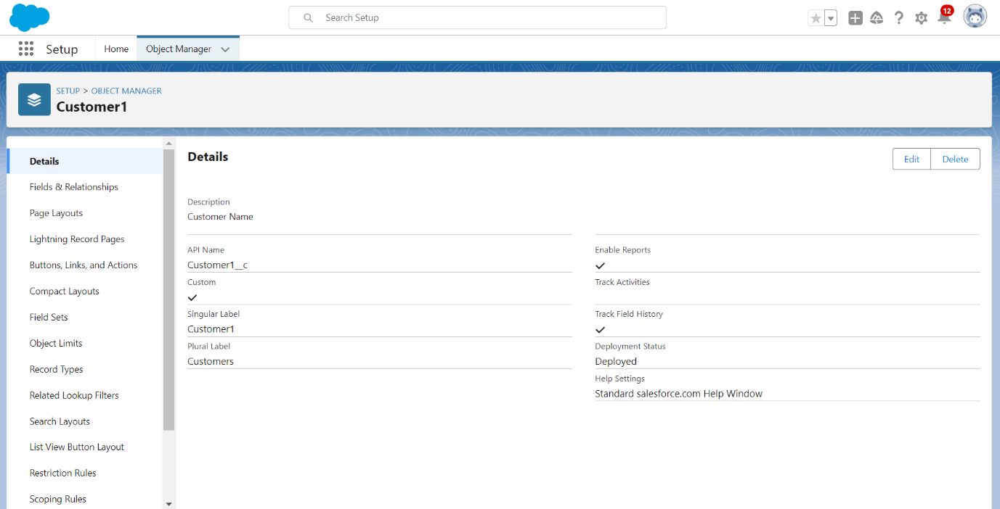 Search Setup
12
Setup
Home
Object Manager
SETUP > OBJECT MANAGER
Customer1
Details
Fields & Relationships
Page Layouts
Lightning Record Pages
Buttons, Links, and Actions
Compact Layouts
Field Sets
Object Limits
Record Types
Related Lookup Filters
Search Layouts
List View Button Layout
Restriction Rules
Scoping Rules
Details
Edit
Delete
Description
Customer Name
API Name
Customer1__c
Custom
Singular Label
Customer1
Plural Label
Customers
Enable Reports
Track Activities
Track Field History
Deployment Status
Deployed
Help Settings
Standard salesforce.com Help Window